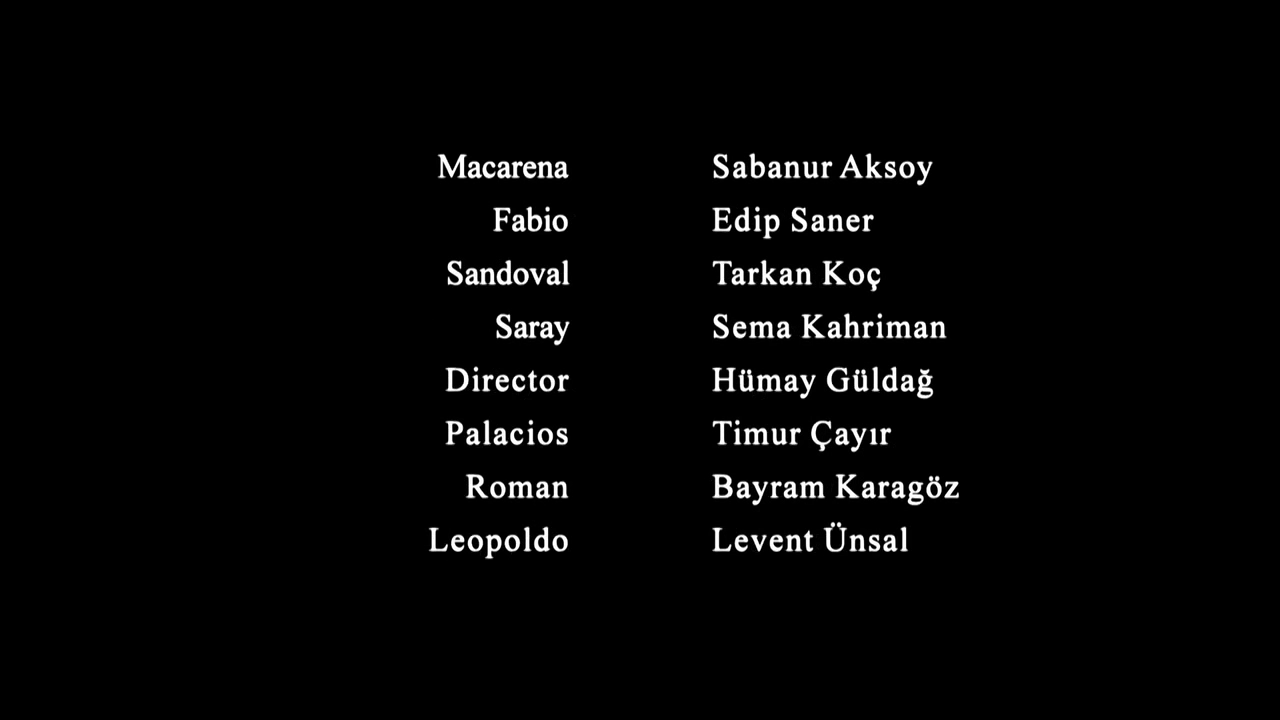 Macarena Sabanur Aksoy
Fabio Edip Saner
Sandoval Tarkan Koç
Saray Sema Kahriman
Director Hümay Güldağ
Palacios Timur Çayır
Roman Bayram Karagöz
Leopoldo Levent Ünsal